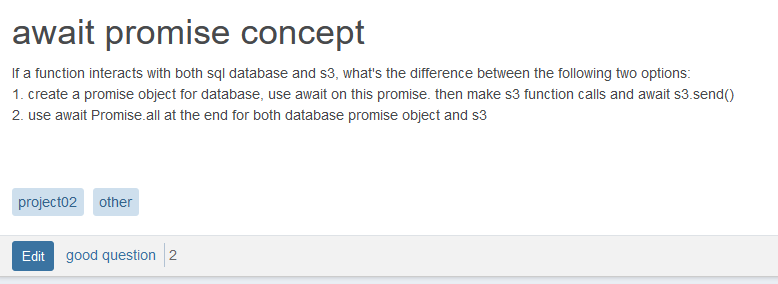 await promise concept
If a function interacts with both sql database and s3, what's the difference between the following two options:
1. create a promise object for database, use await on this promise. then make s3 function calls and await s3.send()
2. use await Promise.all at the end for both database promise object and s3
project02 other
Edit good question 2